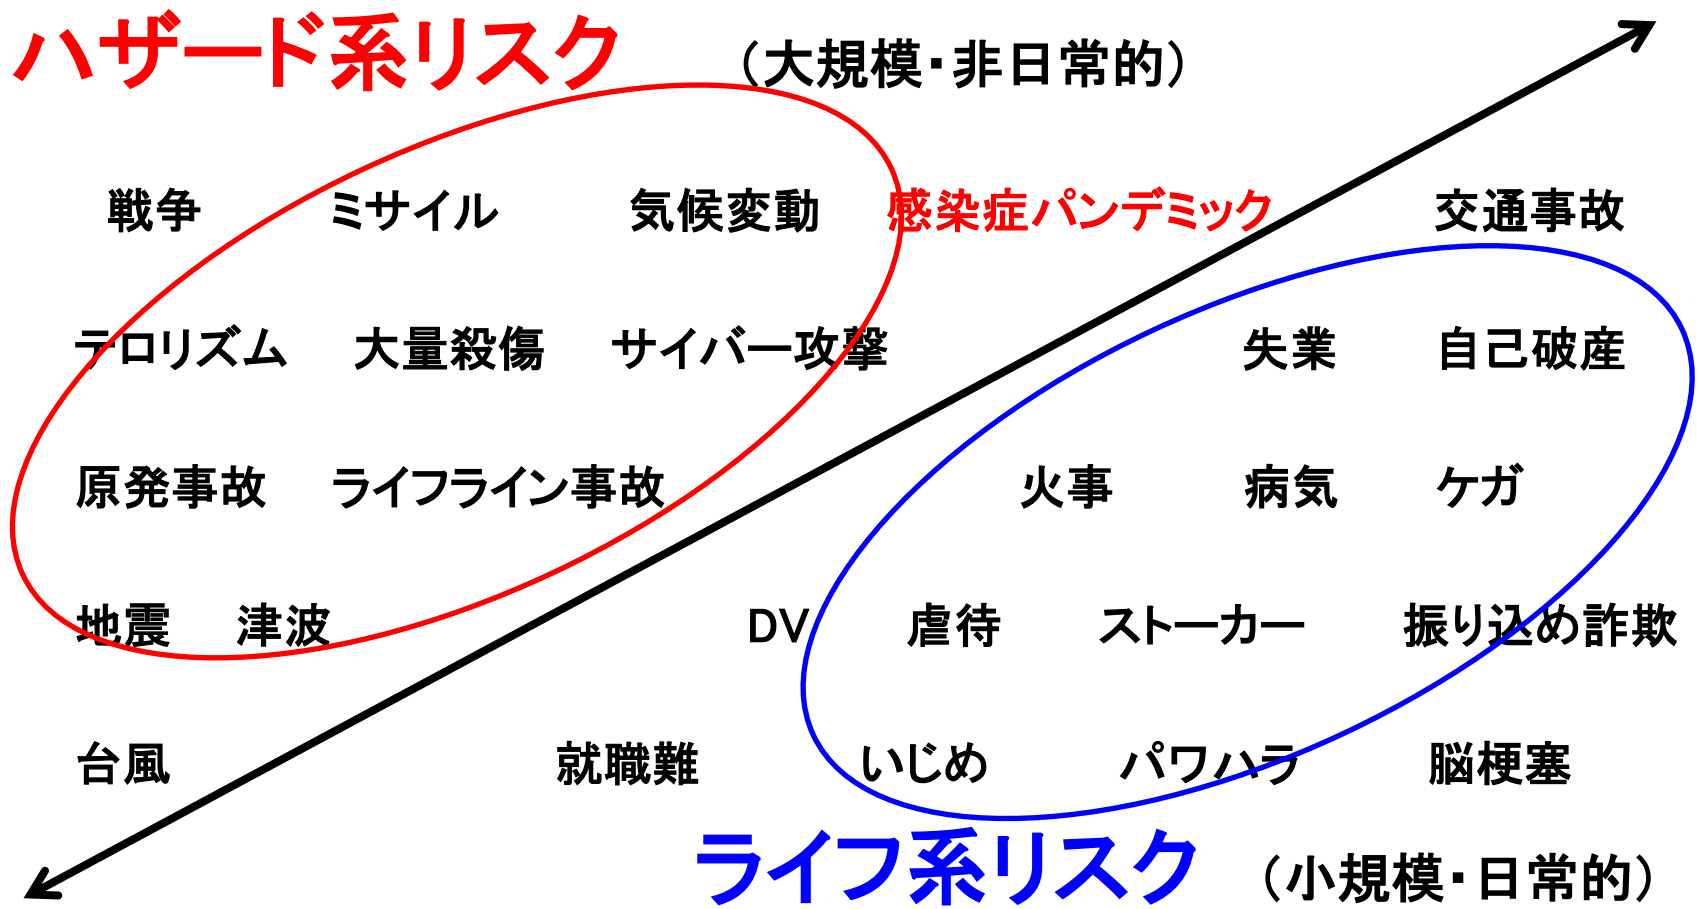 ハザード系リスク （大規模・非日常的）
戦争 ミサイル 気候変動 感染症パンデミック 交通事故
テロリズム 大量殺傷 サイバー攻撃 失業 自己破産
原発事故 ライフライン事故 火事 病気 ケガ
地震 津波 DV 虐待 ストーカー 振り込め詐欺
台風 就職難 いじめ パワハラ 脳梗塞
ライフ系リスク （小規模・日常的）